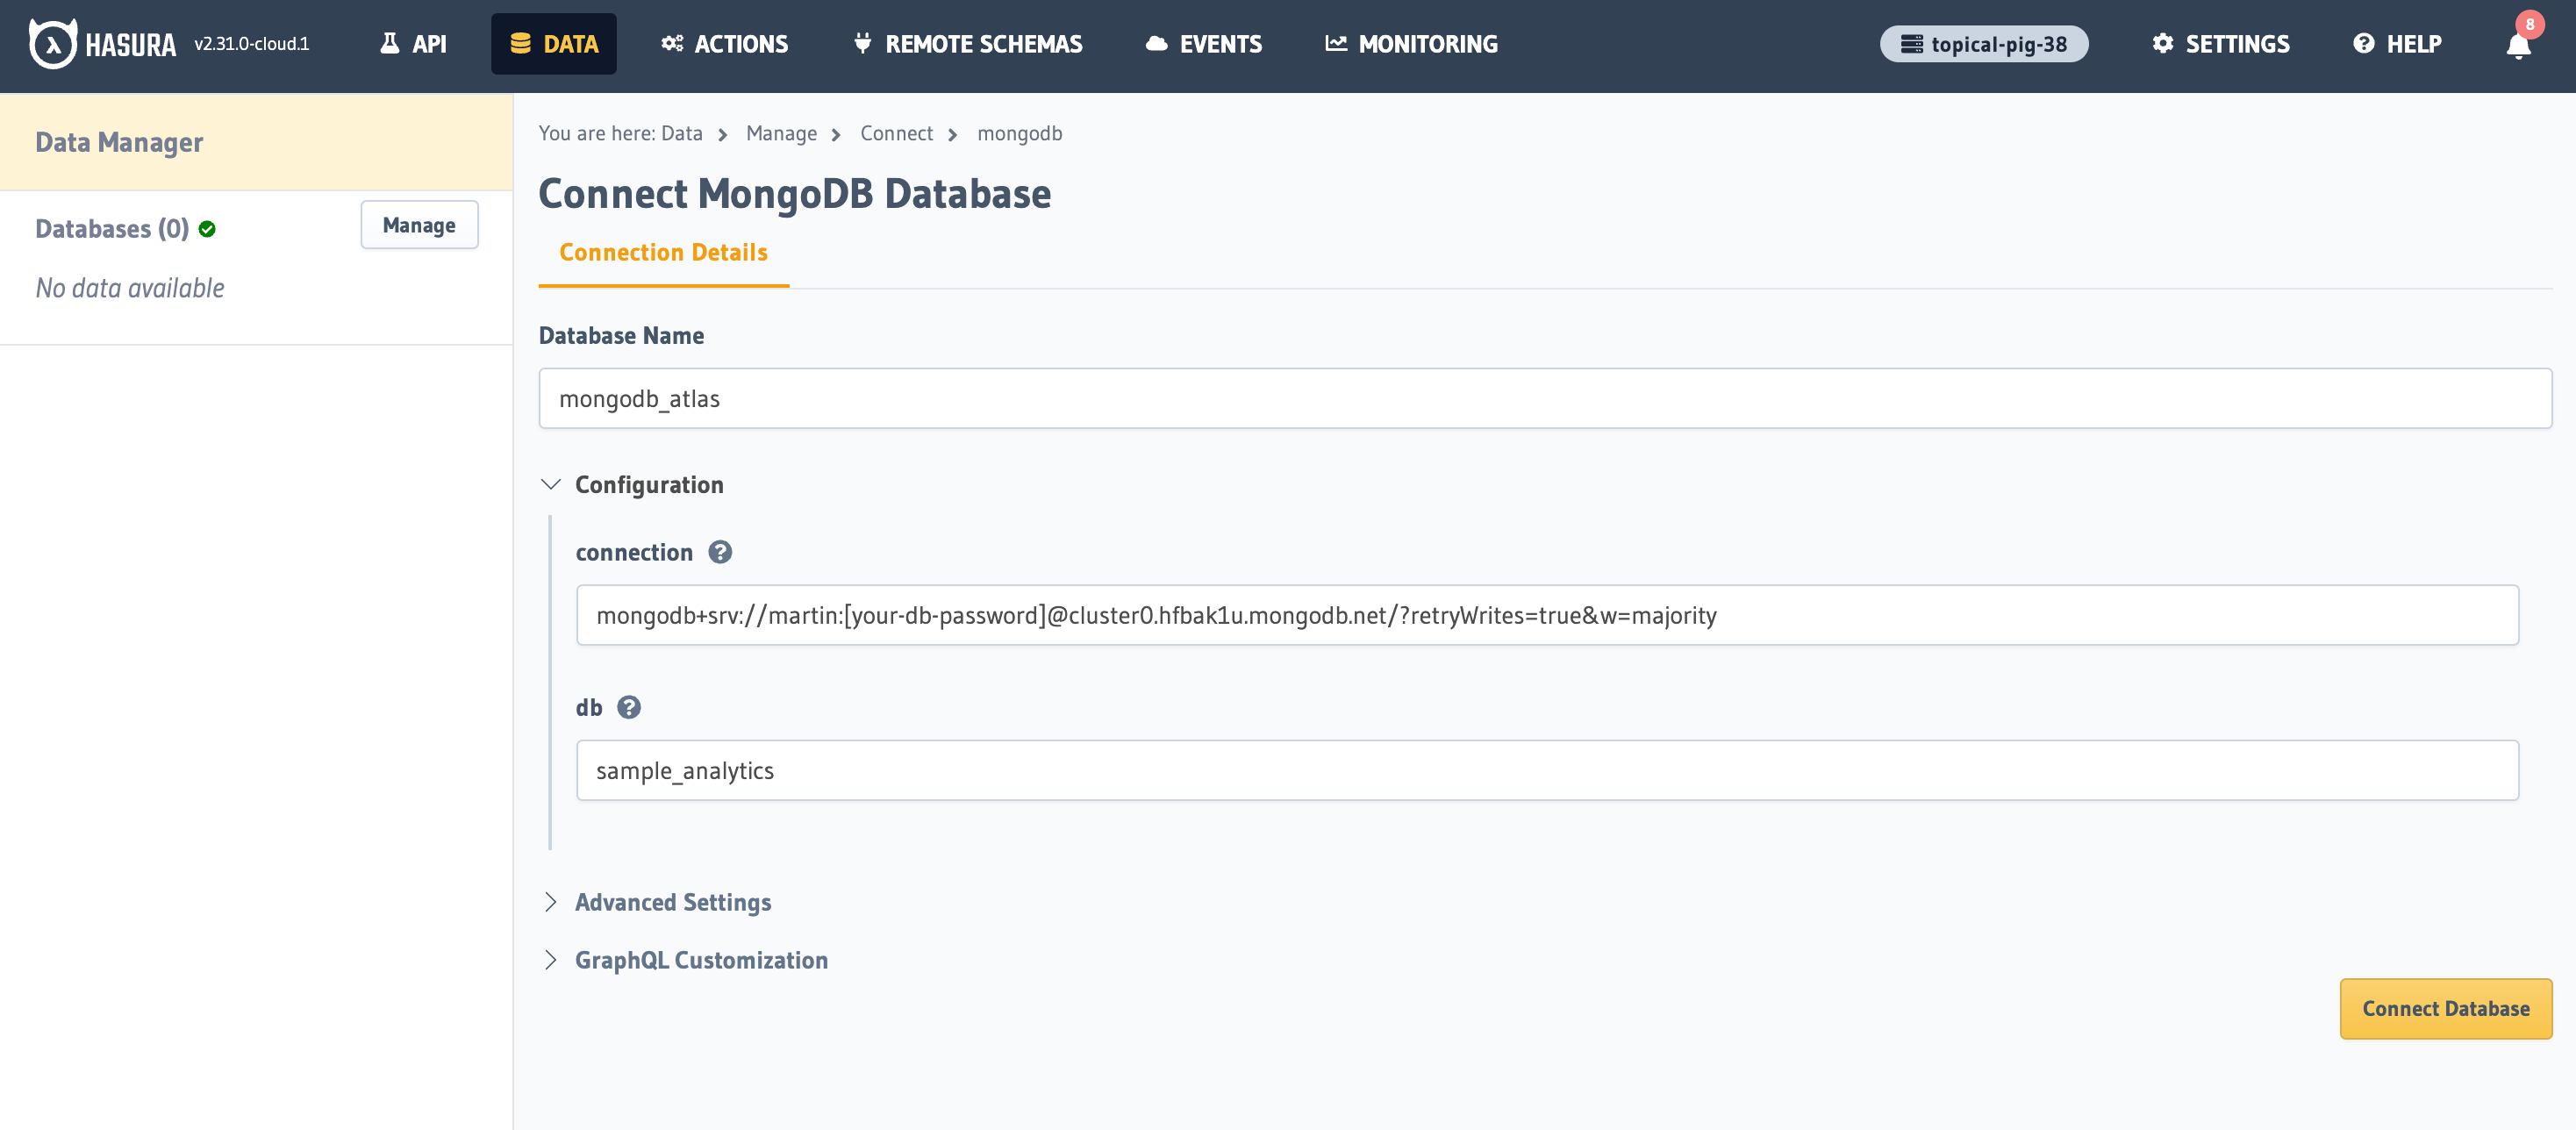 HASURA v2.31.0-cloud.1 API DATA ACTIONS REMOTE SCHEMAS EVENTS MONITORING topical-pig-38 SETTINGS HELP 8
Data Manager
Databases (0) Manage
No data available
You are here: Data > Manage > Connect > mongodb
Connect MongoDB Database
Connection Details
Database Name
mongodb_atlas
Configuration
connection
mongodb+srv://martin:[your-db-password]@cluster0.hfbak1u.mongodb.net/?retryWrites=true&w=majority
db
sample_analytics
Advanced Settings
GraphQL Customization
Connect Database